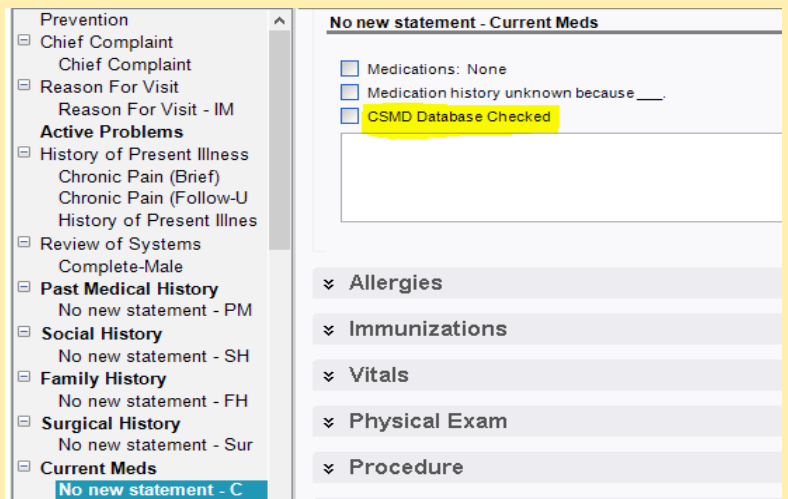 Prevention
Chief Complaint
Chief Complaint
Reason For Visit
Reason For Visit - IM
Active Problems
History of Present Illness
Chronic Pain (Brief)
Chronic Pain (Follow-U
History of Present Illnes
Review of Systems
Complete-Male
Past Medical History
No new statement - PM
Social History
No new statement - SH
Family History
No new statement - FH
Surgical History
No new statement - Sur
Current Meds
No new statement - C
No new statement - Current Meds
Medications: None
Medication history unknown because ___.
CSMD Database Checked
Allergies
Immunizations
Vitals
Physical Exam
Procedure